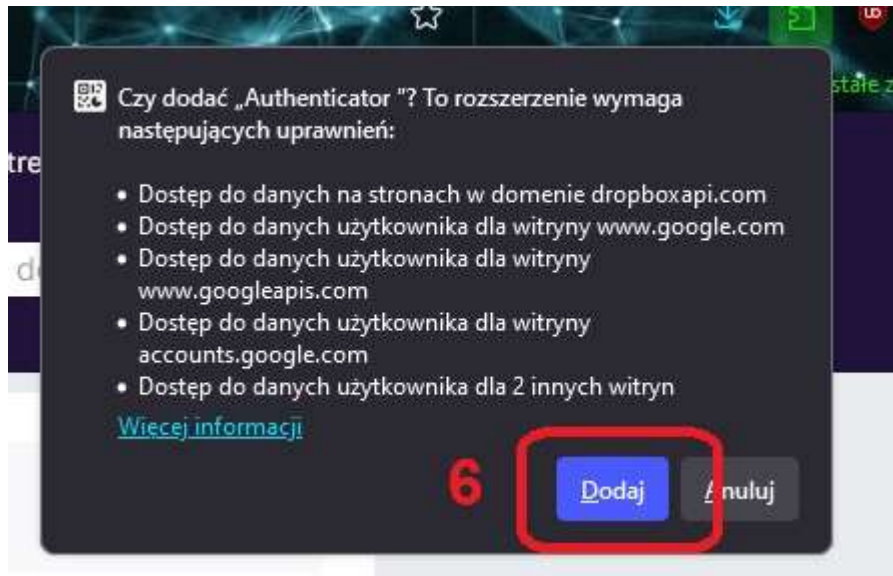 Czy dodać „Authenticator "? To rozszerzenie wymaga
następujących uprawnień:
stałe z
tre
• Dostęp do danych na stronach w domenie dropboxapi.com
• Dostęp do danych użytkownika dla witryny www.google.com
• Dostęp do danych użytkownika dla witryny
www.googleapis.com
• Dostęp do danych użytkownika dla witryny
accounts.google.com
• Dostęp do danych użytkownika dla 2 innych witryn
Więcej informacji
6
Dodaj
Anuluj